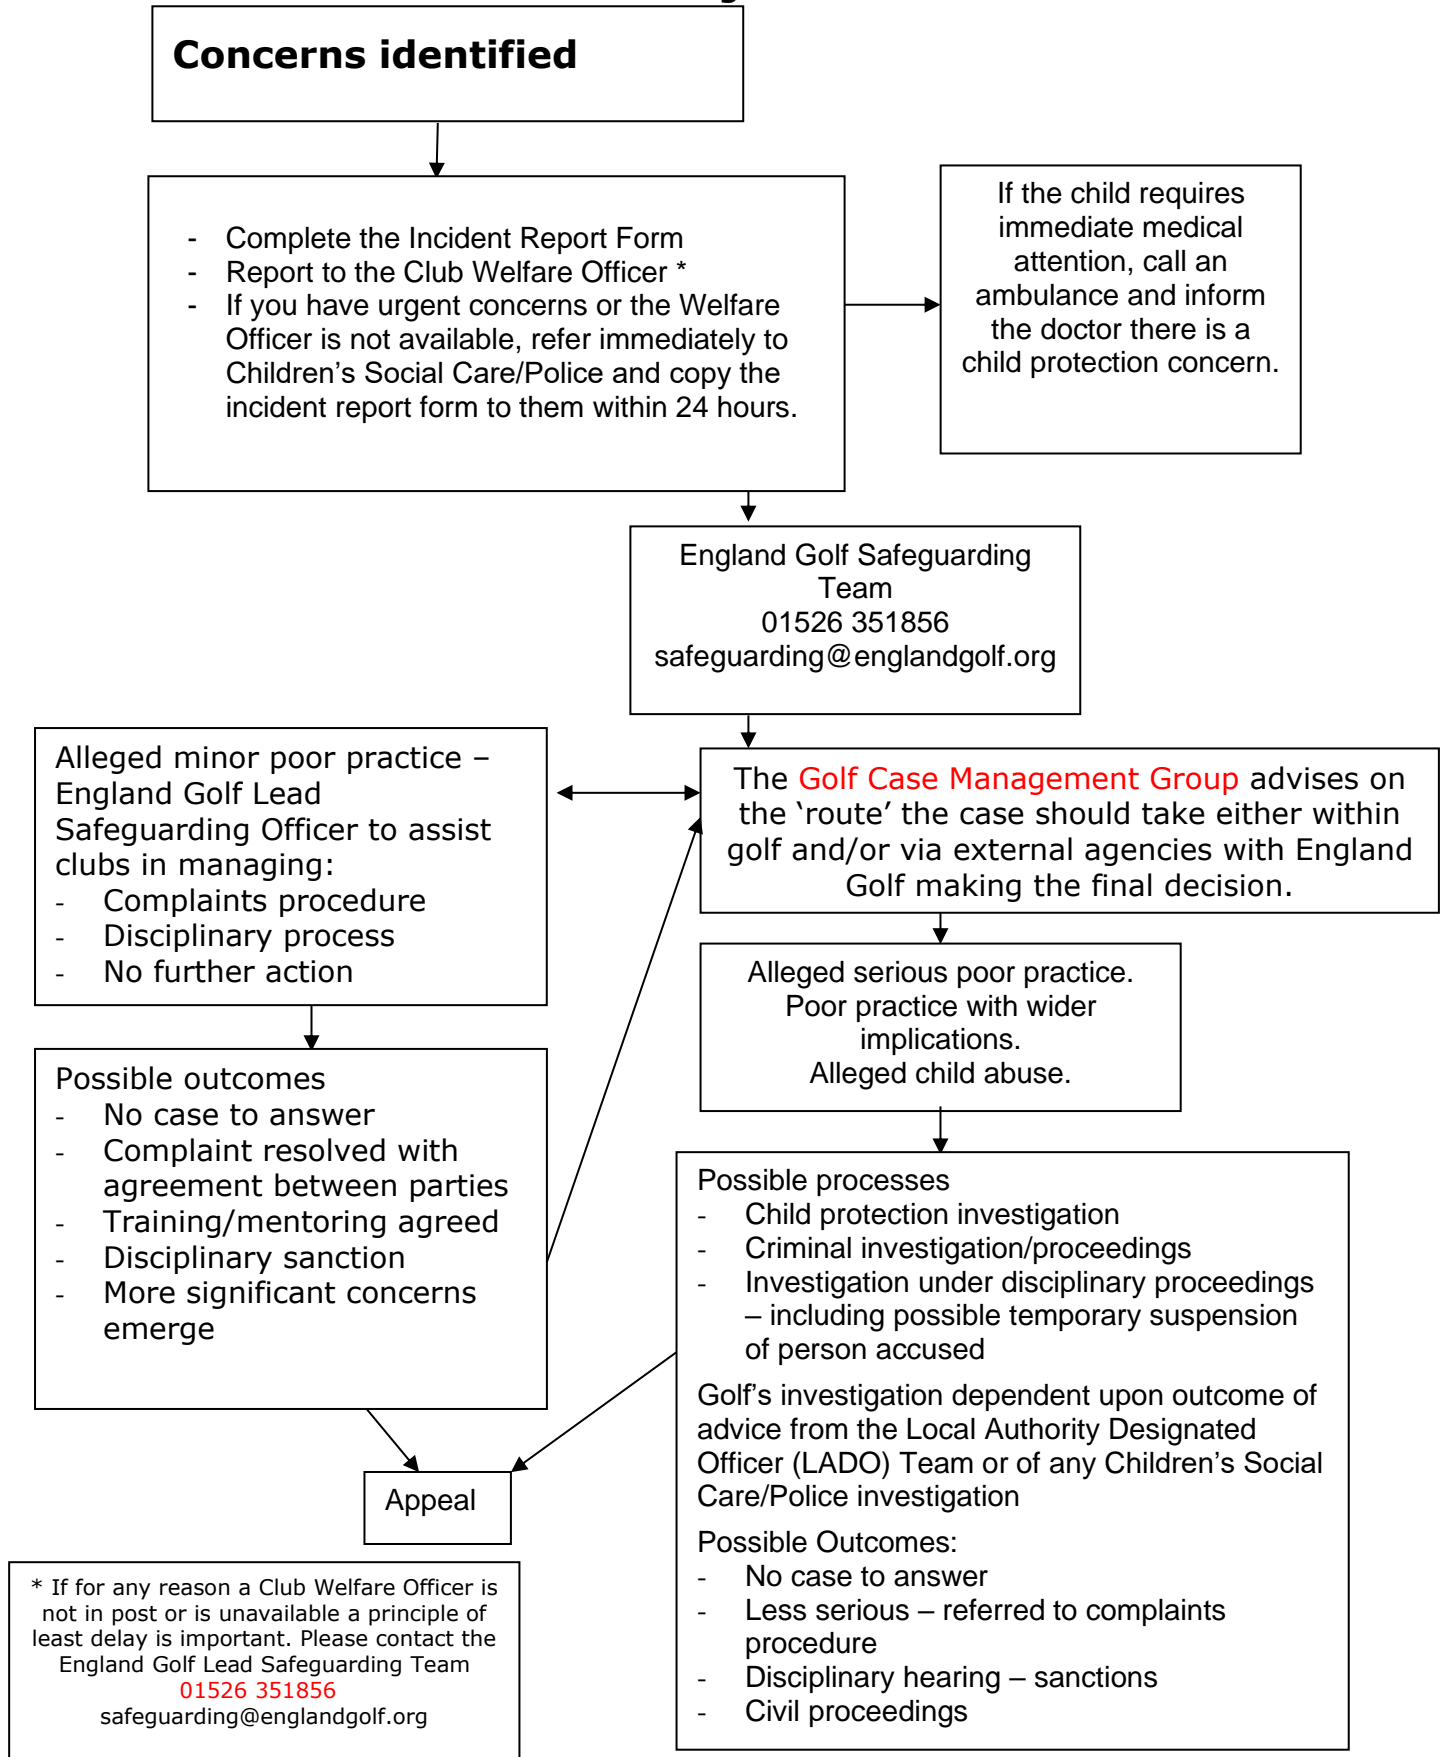 Concerns identified
- Complete the Incident Report Form
- Report to the Club Welfare Officer *
- If you have urgent concerns or the Welfare
Officer is not available, refer immediately to
Children’s Social Care/Police and copy the
incident report form to them within 24 hours.
If the child requires
immediate medical
attention, call an
ambulance and inform
the doctor there is a
child protection concern.
England Golf Safeguarding
Team
01526 351856
safeguarding@englandgolf.org
Alleged minor poor practice –
England Golf Lead
Safeguarding Officer to assist
clubs in managing:
- Complaints procedure
- Disciplinary process
- No further action
The Golf Case Management Group advises on
the ‘route’ the case should take either within
golf and/or via external agencies with England
Golf making the final decision.
Alleged serious poor practice.
Poor practice with wider
implications.
Alleged child abuse.
Possible outcomes
- No case to answer
- Complaint resolved with
agreement between parties
- Training/mentoring agreed
- Disciplinary sanction
- More significant concerns
emerge
Possible processes
- Child protection investigation
- Criminal investigation/proceedings
- Investigation under disciplinary proceedings
– including possible temporary suspension
of person accused
Golf’s investigation dependent upon outcome of
advice from the Local Authority Designated
Officer (LADO) Team or of any Children’s Social
Care/Police investigation
Possible Outcomes:
- No case to answer
- Less serious – referred to complaints
procedure
- Disciplinary hearing – sanctions
- Civil proceedings
Appeal
* If for any reason a Club Welfare Officer is
not in post or is unavailable a principle of
least delay is important. Please contact the
England Golf Lead Safeguarding Team
01526 351856
safeguarding@englandgolf.org